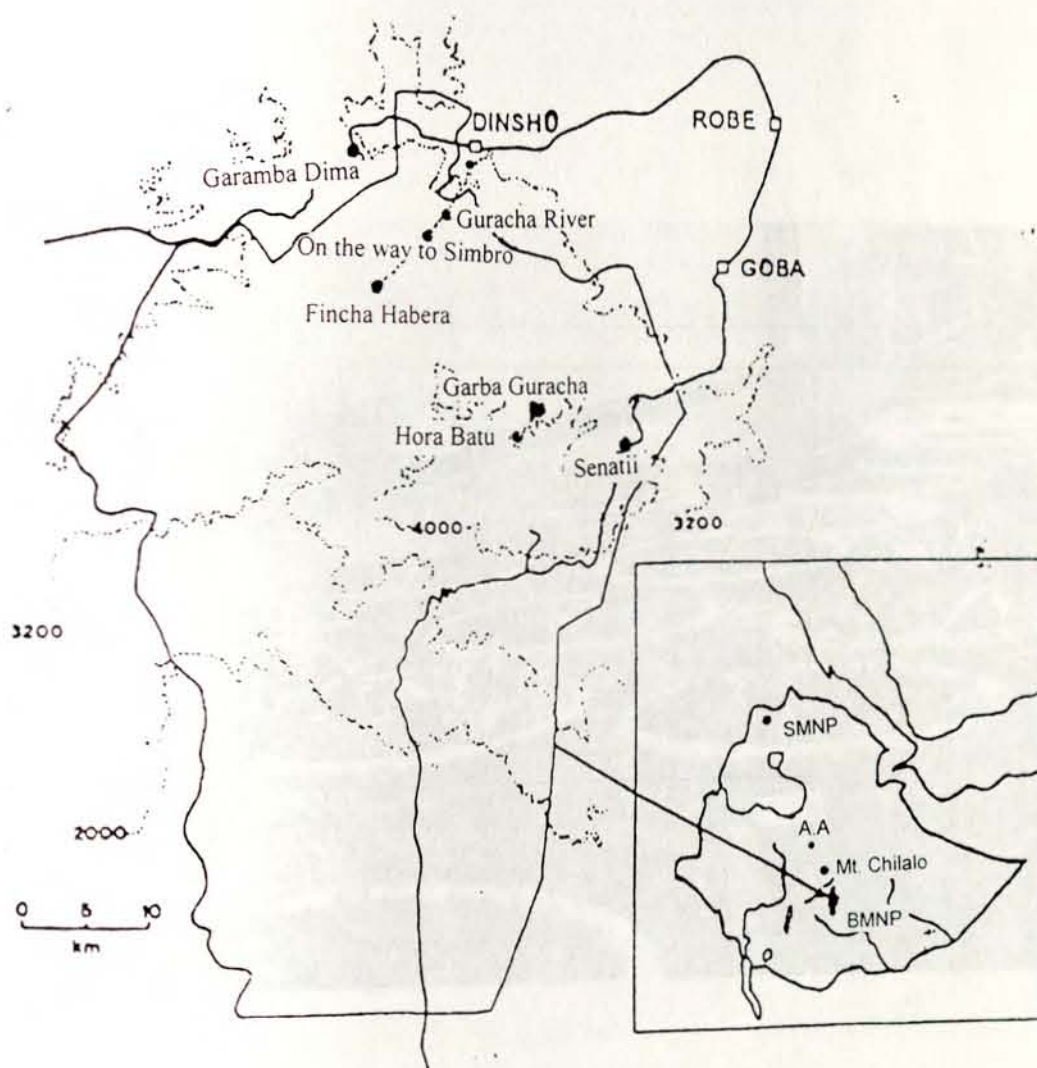 DINSHO
ROBE
Garamba Dima
Guracha River
On the way to Simbro
GOBA
Fincha Habera
Garba Guracha
Hora Batu
Senatii
4000
3200
3200
2000
0 5 10
km
SMNP
A.A
Mt. Chilalo
BMNP